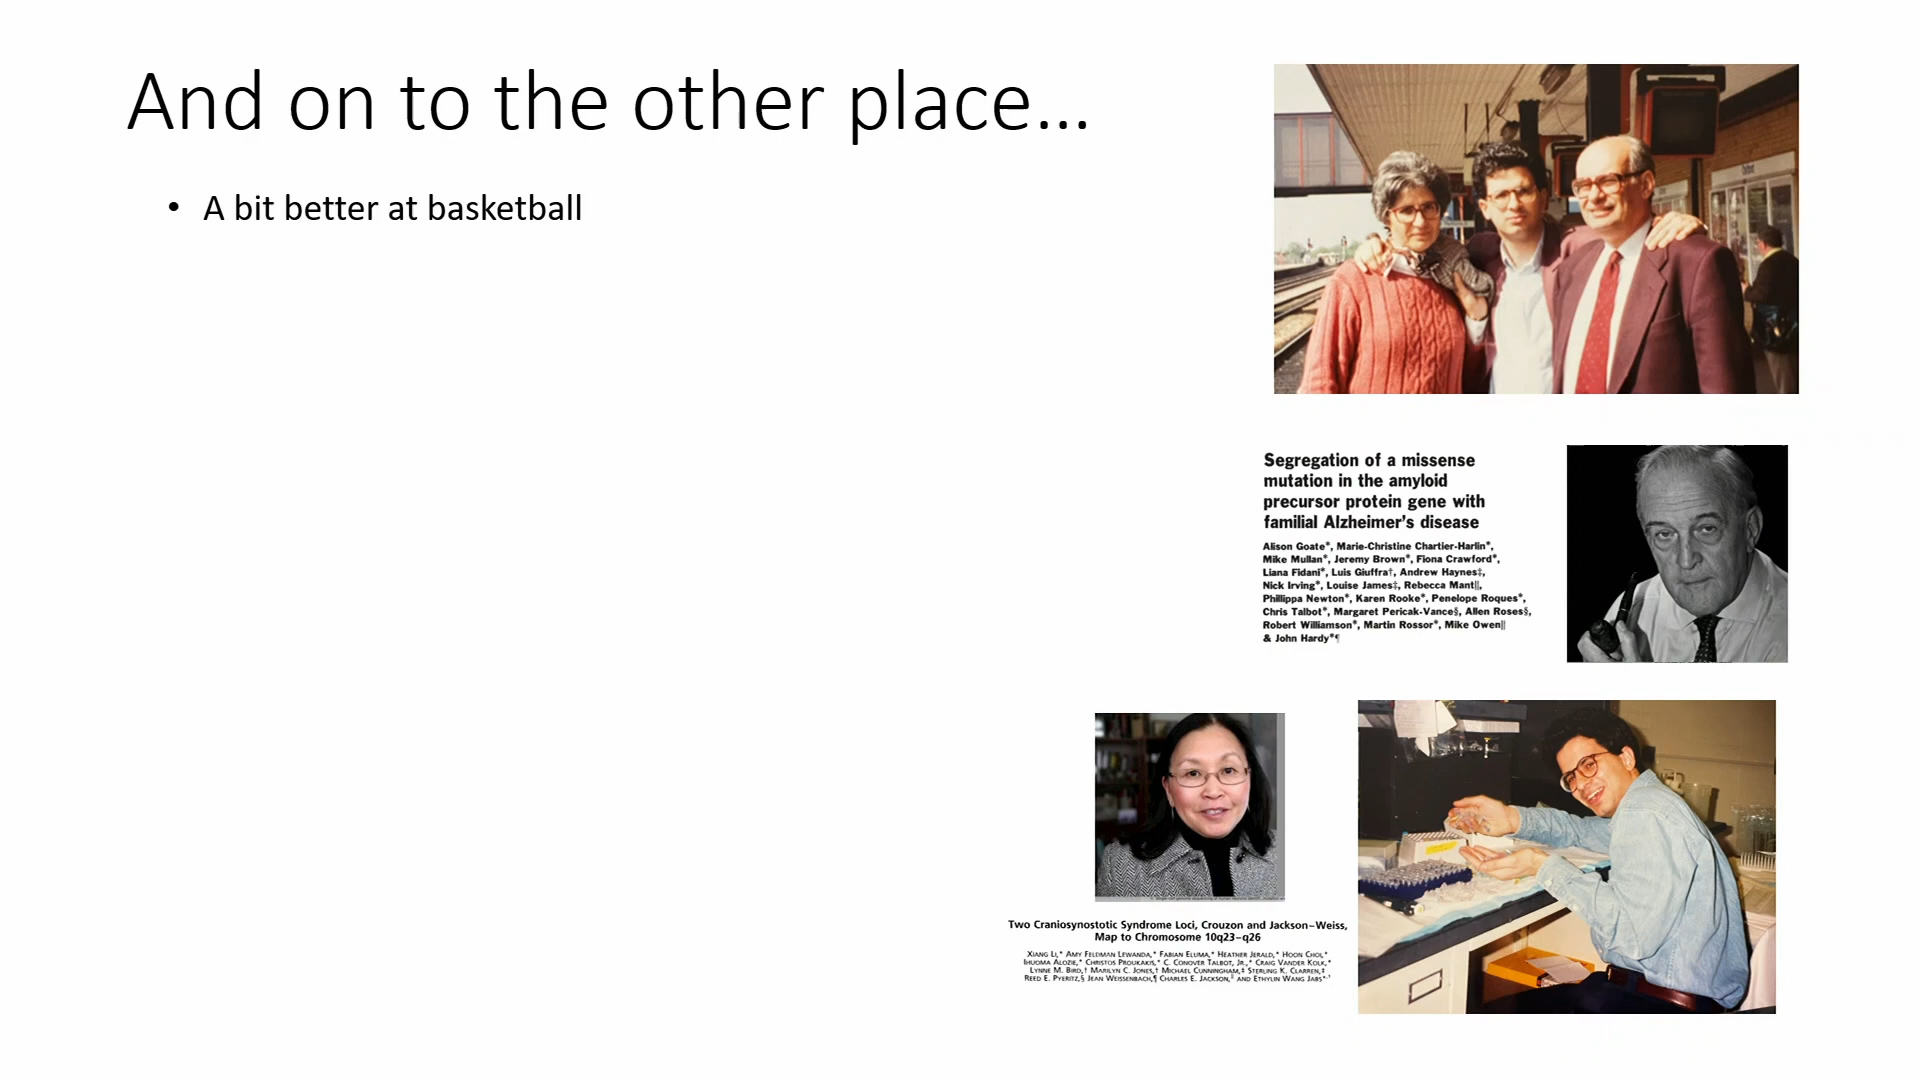 And on to the other place…
• A bit better at basketball
Segregation of a missense
mutation in the amyloid
precursor protein gene with
familial Alzheimer's disease
Alison Goate*, Marie-Christine Chartier-Harlin*,
Mike Mullan*, Jeremy Brown*, Fiona Crawford*,
Liana Fidani*, Luis Giuffra†, Andrew Haynes‡,
Nick Irving*, Louise James‡, Rebecca Mant‖,
Phillippa Newton*, Karen Rooke*, Penelope Roques*,
Chris Talbot*, Margaret Pericak-Vance§, Allen Roses§,
Robert Williamson*, Martin Rossor*, Mike Owen‖
& John Hardy*¶
Two Craniosynostotic Syndrome Loci, Crouzon and Jackson–Weiss,
Map to Chromosome 10q23–q26
Xiang Li,* Amy Feldman Lewanda,* Fabian Eluma,* Heather Jerald,* Hoon Choi,*
Ihuoma Alozie,* Christos Proukakis,* C. Conover Talbot, Jr.,* Craig Vander Kolk,*
Lynne M. Bird,† Marilyn C. Jones,† Michael Cunningham,‡ Sterling K. Clarren,‡
Reed E. Pyeritz,§ Jean Weissenbach,¶ Charles E. Jackson,‖ and Ethylin Wang Jabs*,¹